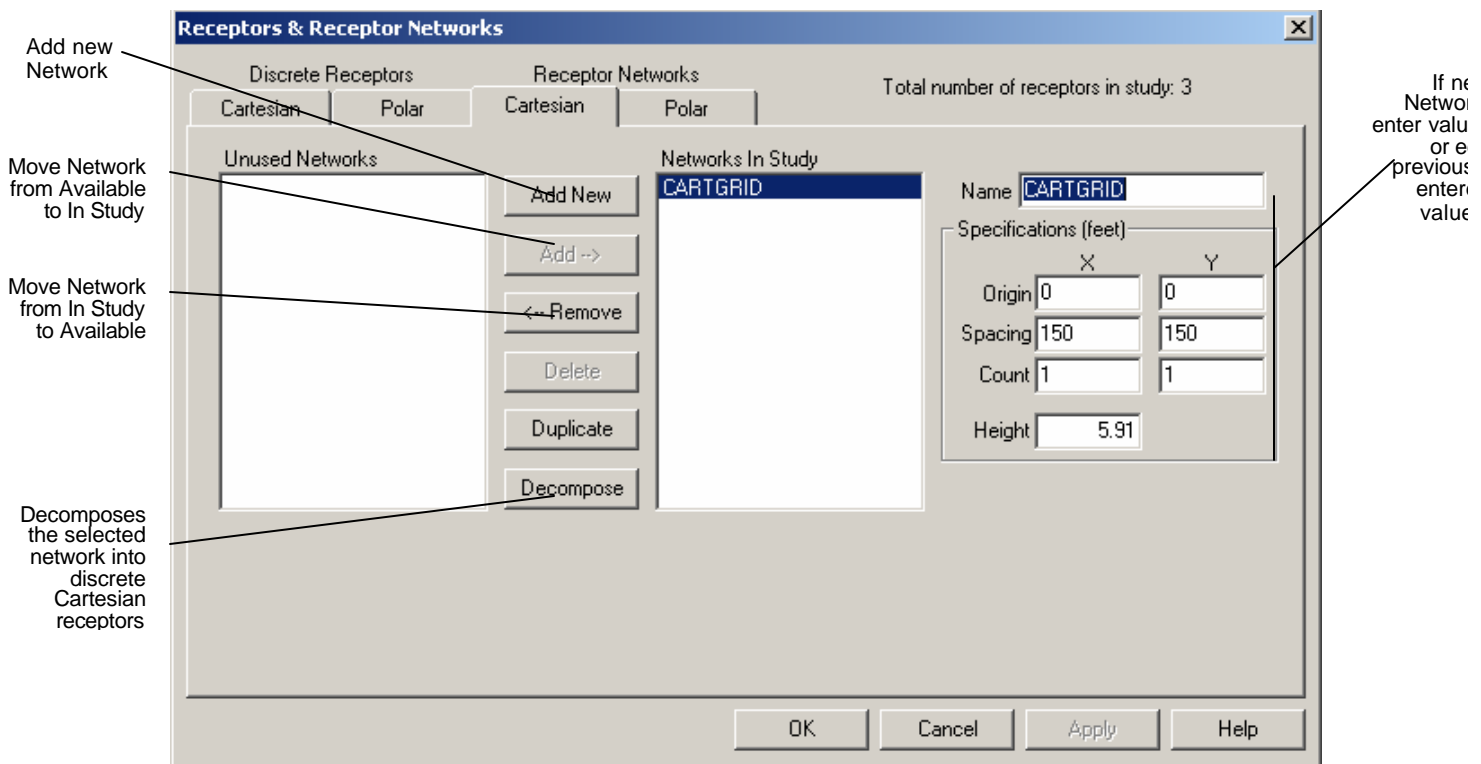 Receptors & Receptor Networks
Add new
Network
Discrete Receptors
Receptor Networks
Total number of receptors in study: 3
Cartesian
Polar
Cartesian
Polar
Unused Networks
Networks In Study
Move Network
from Available
to In Study
Add New
CARTGRID
Name CARTGRID
Specifications (feet)
Add -->
X Y
Origin 0 0
Move Network
from In Study
to Available
<-- Remove
Spacing 150 150
Delete
Count 1 1
Duplicate
Height 5.91
Decompose
Decomposes
the selected
network into
discrete
Cartesian
receptors
If
enter
or
OK
Cancel
Apply
Help